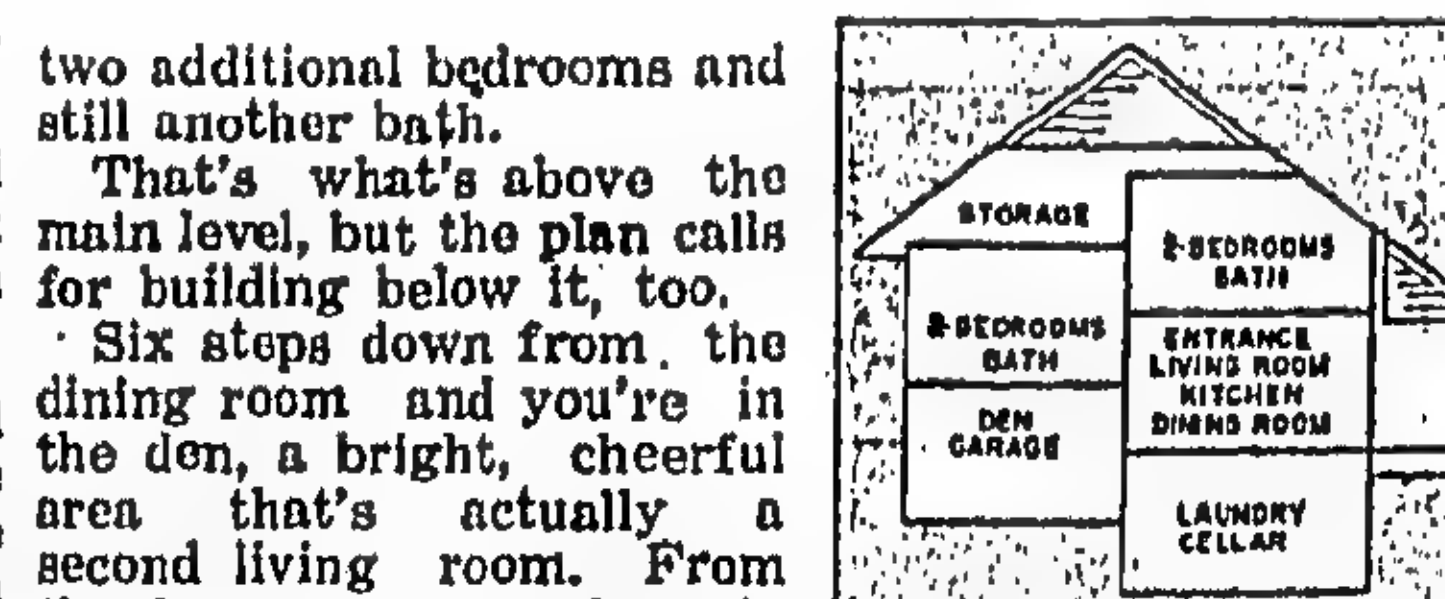 two additional bedrooms and
still another bath.
That's what's above the
main level, but the plan calls
for building below it, too.
Six steps down from the
dining room and you're in
the den, a bright, cheerful
area that's actually a
second living room. From
STORAGE
2-BEDROOMS
BATH
2-BEDROOMS
BATH
ENTRANCE
LIVING ROOM
KITCHEN
DINING ROOM
DEN
GARAGE
LAUNDRY
CELLAR